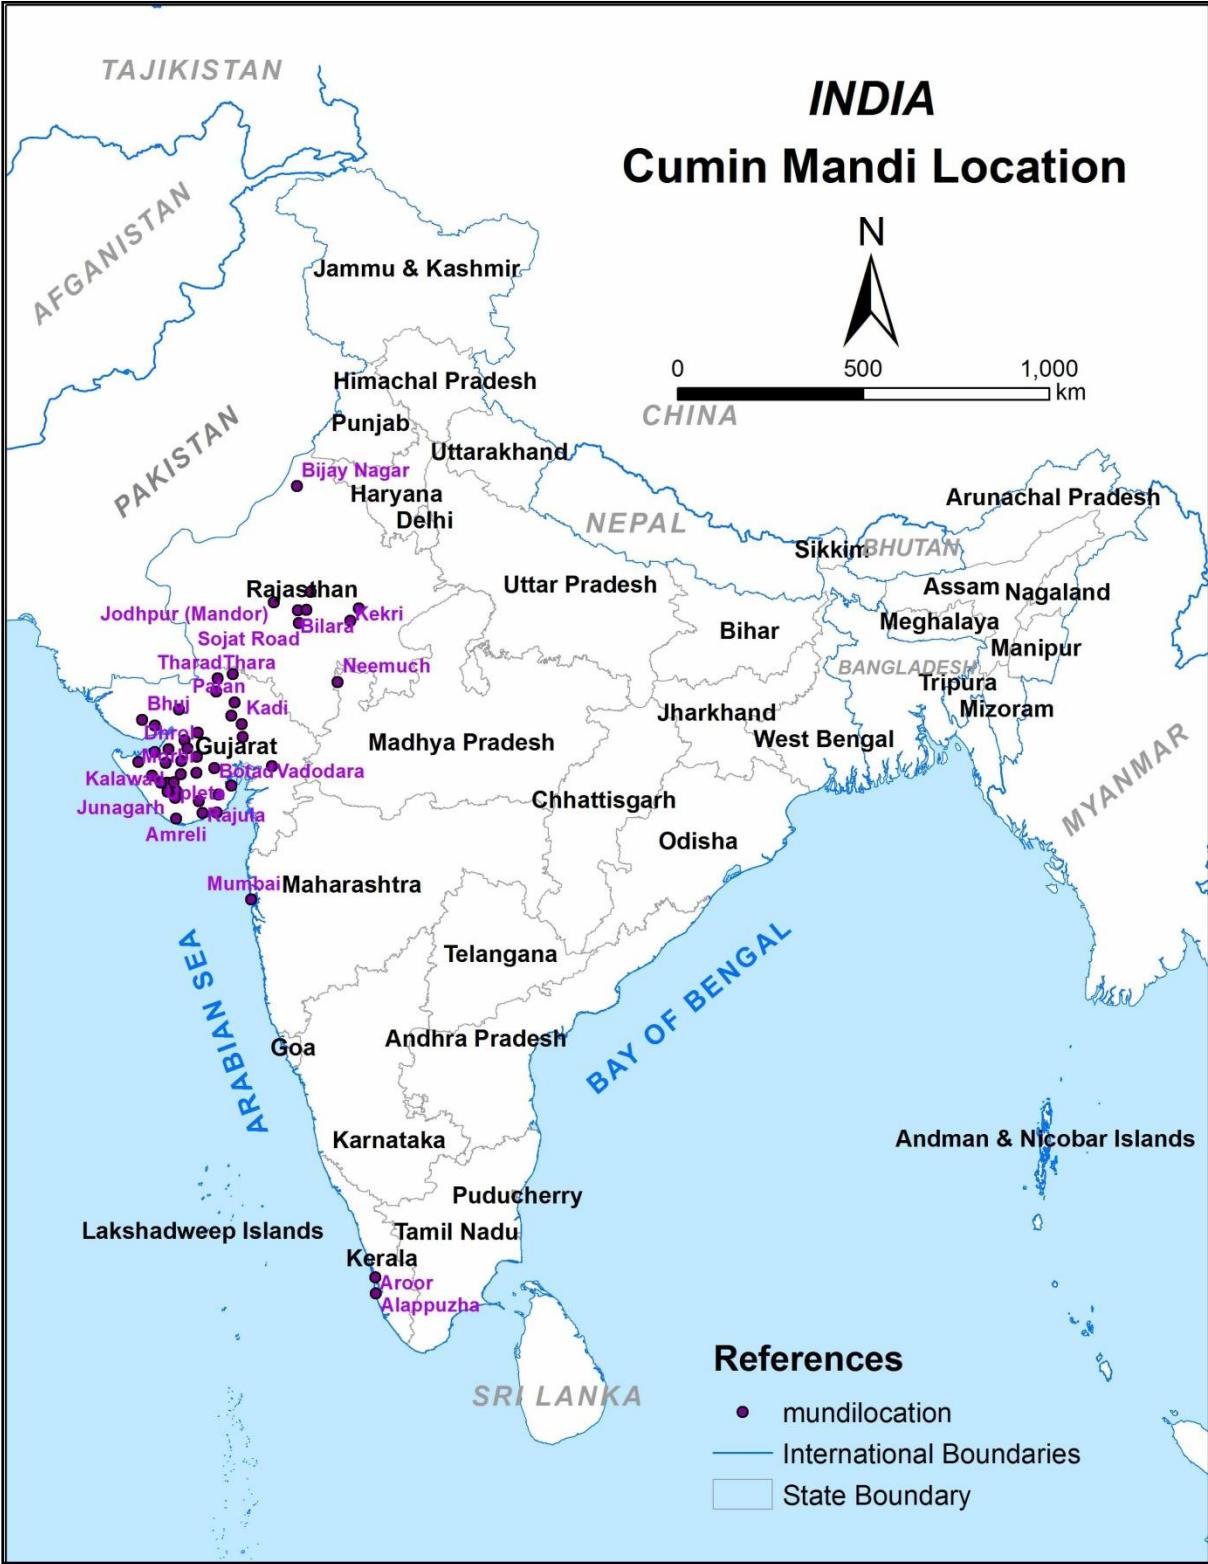 TAJIKISTAN
INDIA
Cumin Mandi Location
N
AFGANISTAN
Jammu & Kashmir
0 500 1,000
km
Himachal Pradesh
CHINA
Punjab
PAKISTAN
Uttarakhand
Bijay Nagar
Haryana
Arunachal Pradesh
Delhi
NEPAL
Sikkim
BHUTAN
Rajasthan
Uttar Pradesh
Assam
Nagaland
Jodhpur (Mandor)
Kekri
Bilara
Meghalaya
Sojat Road
Bihar
Manipur
Tharad
Thara
Neemuch
BANGLADESH
Patan
Tripura
Bhuj
Kadi
Jharkhand
Mizoram
Dhrol
Gujarat
Madhya Pradesh
West Bengal
Kalawad
Botad
Vadodara
MYANMAR
Upleta
Chhattisgarh
Junagarh
Rajula
Amreli
Odisha
Mumbai
Maharashtra
ARABIAN SEA
Telangana
BAY OF BENGAL
Goa
Andhra Pradesh
Karnataka
Andman & Nicobar Islands
Puducherry
Lakshadweep Islands
Tamil Nadu
Kerala
Aroor
Alappuzha
References
SRI LANKA
mundilocation
International Boundaries
State Boundary